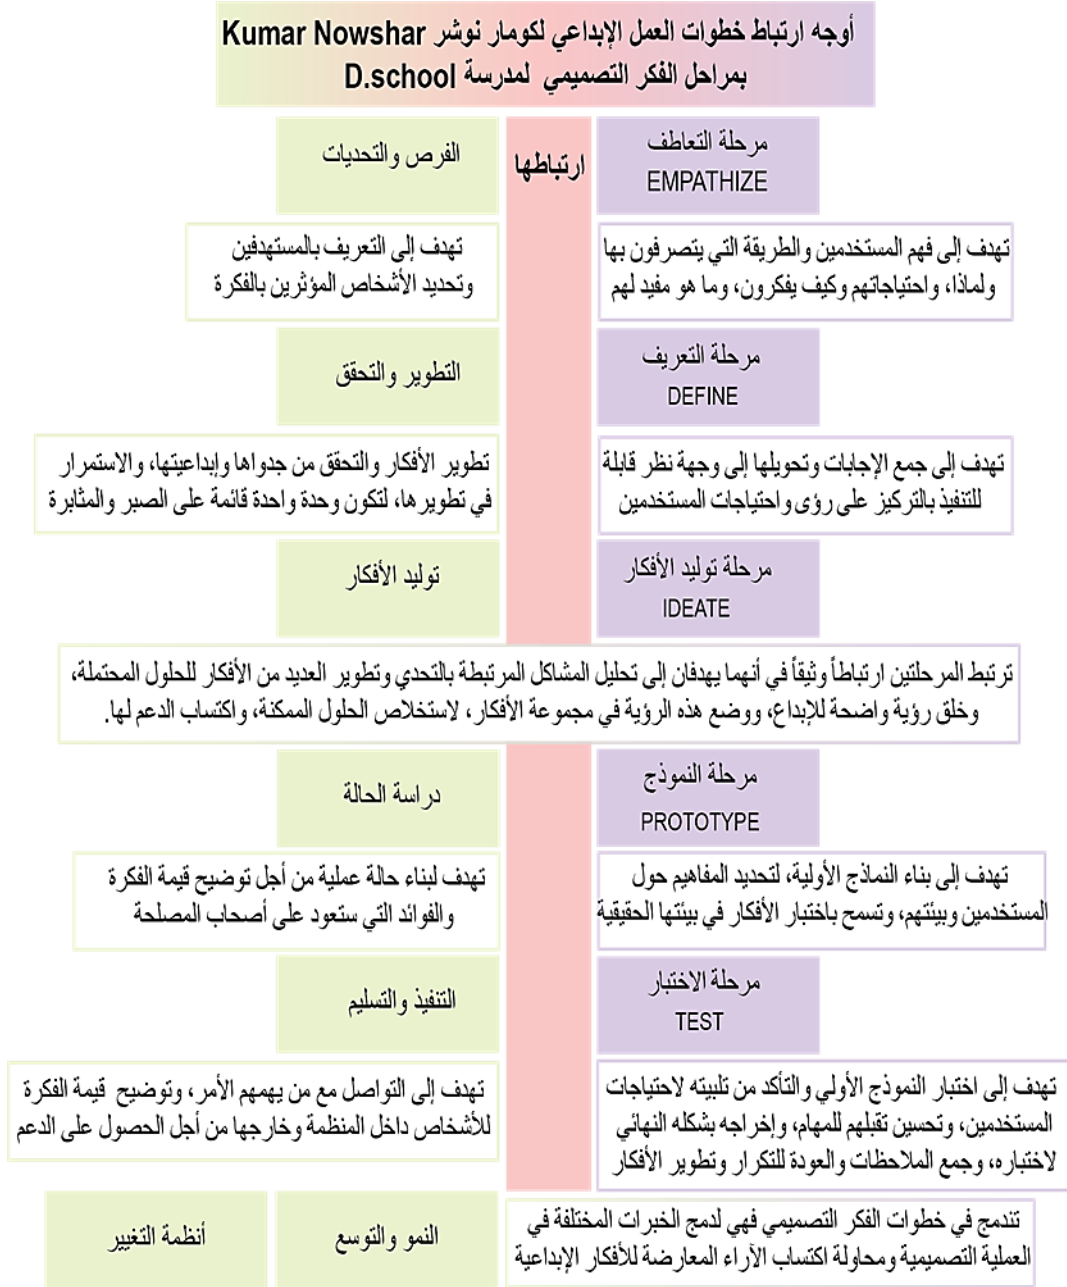 أوجه ارتباط خطوات العمل الإبداعي لكومار نوشر Kumar Nowshar
بمراحل الفكر التصميمي لمدرسة D.school
مرحلة التعاطف
EMPATHIZE
ارتباطها
الفرص والتحديات
تهدف إلى فهم المستخدمين والطريقة التي يتصرفون بها
ولماذا، واحتياجاتهم وكيف يفكرون، وما هو مفيد لهم
تهدف إلى التعريف بالمستهدفين
وتحديد الأشخاص المؤثرين بالفكرة
مرحلة التعريف
DEFINE
التطوير والتحقق
تهدف إلى جمع الإجابات وتحويلها إلى وجهة نظر قابلة
للتنفيذ بالتركيز على رؤى واحتياجات المستخدمين
تطوير الأفكار والتحقق من جدواها وإبداعيتها، والاستمرار
في تطويرها، لتكون وحدة واحدة قائمة على الصبر والمثابرة
مرحلة توليد الأفكار
IDEATE
توليد الأفكار
ترتبط المرحلتين ارتباطاً وثيقاً في أنهما يهدفان إلى تحليل المشاكل المرتبطة بالتحدي وتطوير العديد من الأفكار للحلول المحتملة،
وخلق رؤية واضحة للإبداع، ووضع هذه الرؤية في مجموعة الأفكار، لاستخلاص الحلول الممكنة، واكتساب الدعم لها.
مرحلة النموذج
PROTOTYPE
دراسة الحالة
تهدف إلى بناء النماذج الأولية، لتحديد المفاهيم حول
المستخدمين وبيئتهم، وتسمح باختبار الأفكار في بيئتها الحقيقية
تهدف لبناء حالة عملية من أجل توضيح قيمة الفكرة
والفوائد التي ستعود على أصحاب المصلحة
مرحلة الاختبار
TEST
التنفيذ والتسليم
تهدف إلى اختبار النموذج الأولي والتأكد من تلبيته لاحتياجات
المستخدمين، وتحسين تقبلهم للمهام، وإخراجه بشكله النهائي
لاختباره، وجمع الملاحظات والعودة للتكرار وتطوير الأفكار
تهدف إلى التواصل مع من يهمهم الأمر، وتوضيح قيمة الفكرة
للأشخاص داخل المنظمة وخارجها من أجل الحصول على الدعم
تندمج في خطوات الفكر التصميمي فهي لدمج الخبرات المختلفة في
العملية التصميمية ومحاولة اكتساب الآراء المعارضة للأفكار الإبداعية
النمو والتوسع
أنظمة التغيير